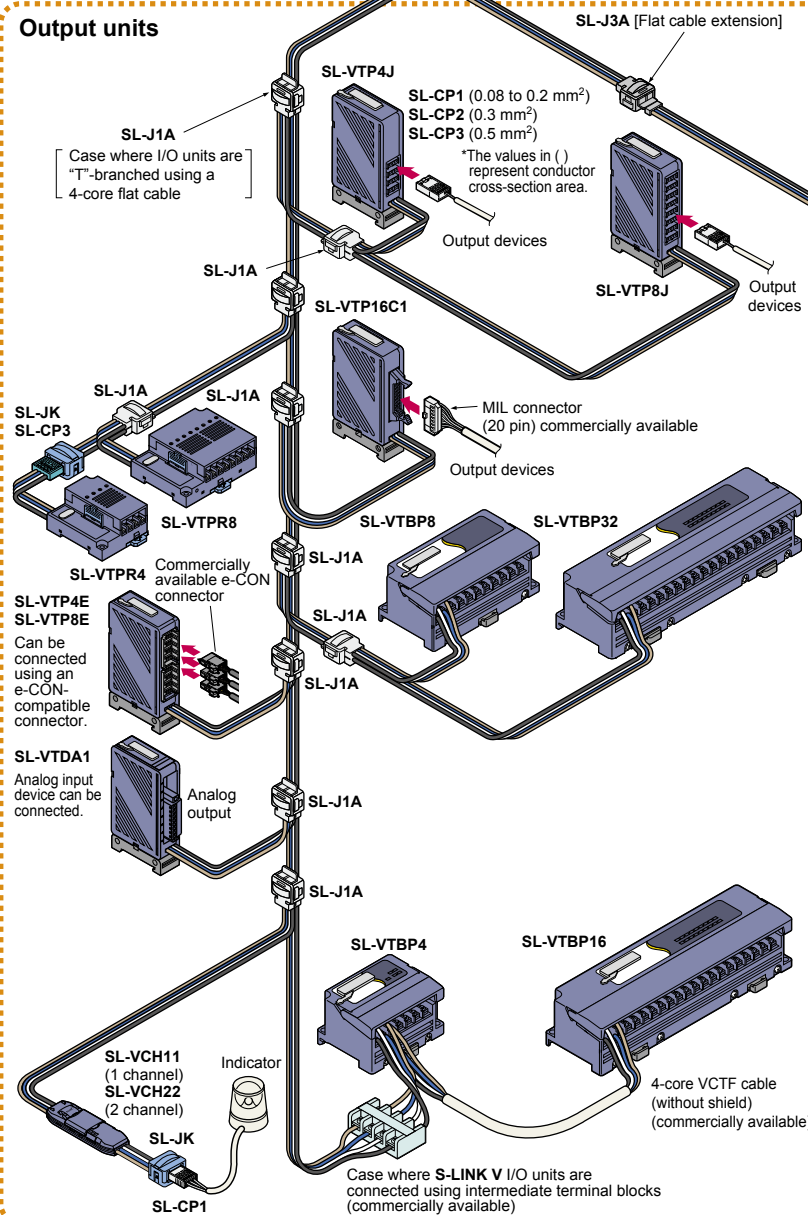 Output units
SL-J3A [Flat cable extension]
SL-VTP4J
SL-CP1 (0.08 to 0.2 mm²)
SL-CP2 (0.3 mm²)
SL-CP3 (0.5 mm²)
*The values in ( )
represent conductor
cross-section area.
SL-J1A
Case where I/O units are
“T”-branched using a
4-core flat cable
Output devices
SL-J1A
SL-VTP8J
Output
devices
SL-VTP16C1
SL-J1A
SL-J1A
SL-JK
SL-CP3
MIL connector
(20 pin) commercially available
Output devices
SL-VTPR8
SL-VTBP8
SL-VTBP32
SL-VTPR4
Commercially
available e-CON
connector
SL-J1A
SL-VTP4E
SL-VTP8E
Can be
connected
using an
e-CON-
compatible
connector.
SL-J1A
SL-J1A
SL-VTDA1
Analog input
device can be
connected.
Analog
output
SL-J1A
SL-J1A
SL-VTBP4
SL-VTBP16
SL-VCH11
(1 channel)
SL-VCH22
(2 channel)
Indicator
SL-JK
SL-CP1
4-core VCTF cable
(without shield)
(commercially available)
Case where S-LINK V I/O units are
connected using intermediate terminal blocks
(commercially available)